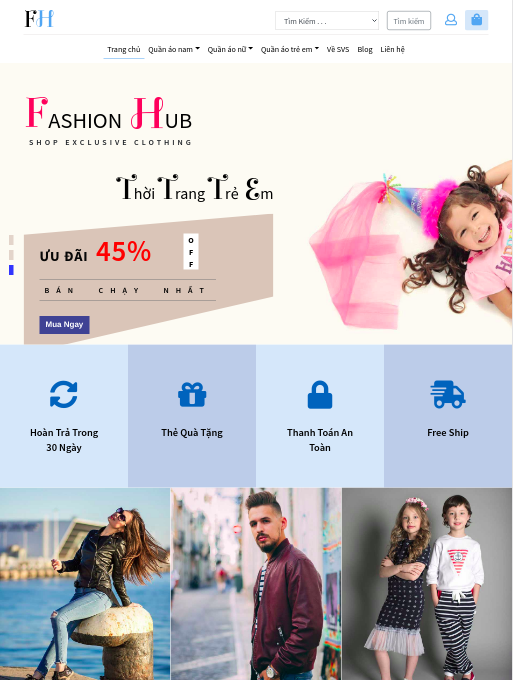 FH
Tìm Kiếm . . .
Tìm kiếm
Trang chủ Quần áo nam Quần áo nữ Quần áo trẻ em Về SVS Blog Liên hệ
FASHION HUB
SHOP EXCLUSIVE CLOTHING
Thời Trang Trẻ Em
ƯU ĐÃI 45%
O
F
F
BÁN CHẠY NHẤT
Mua Ngay
Hoàn Trả Trong
30 Ngày
Thẻ Quà Tặng
Thanh Toán An
Toàn
Free Ship